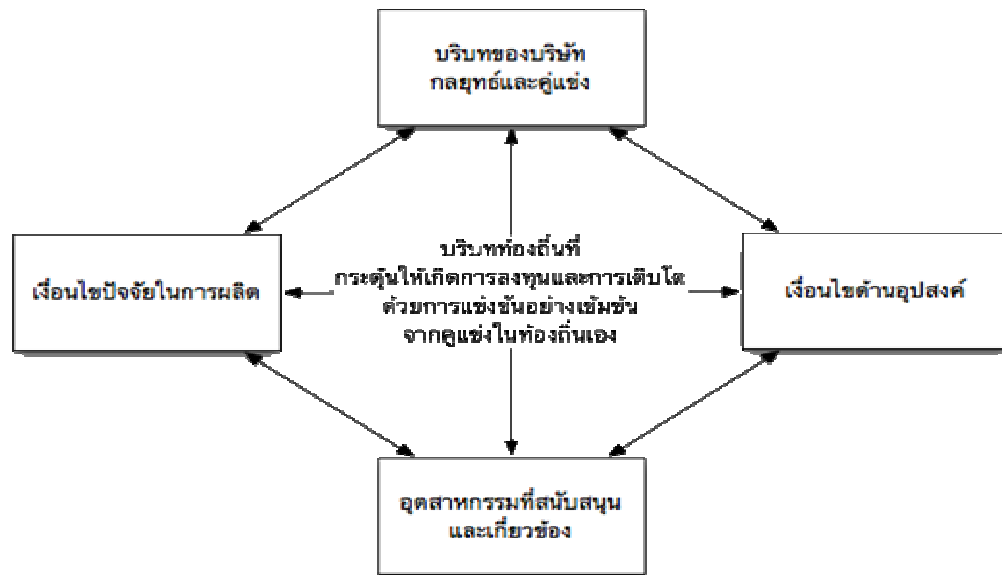 บริบทของบริษัท
กลยุทธ์และคู่แข่ง
บริบทท้องถิ่นที่
กระตุ้นให้เกิดการลงทุนและการเติบโต
ด้วยการแข่งขันอย่างเข้มข้น
จากคู่แข่งในท้องถิ่นเอง
เงื่อนไขปัจจัยในการผลิต
เงื่อนไขด้านอุปสงค์
อุตสาหกรรมที่สนับสนุน
และเกี่ยวข้อง